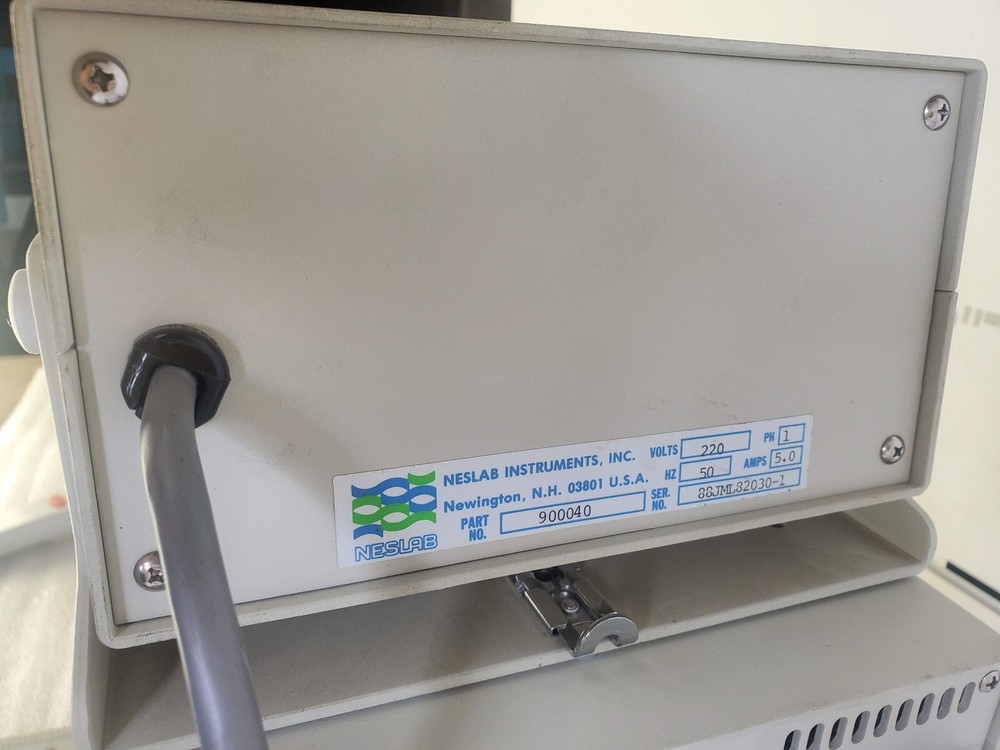 NESLAB INSTRUMENTS, INC. VOLTS 220 PH 1
Newington, N.H. 03801 U.S.A. HZ 50 AMPS 5.0
PART NO. 900040 SER. NO. 88JML82030-1
NESLAB